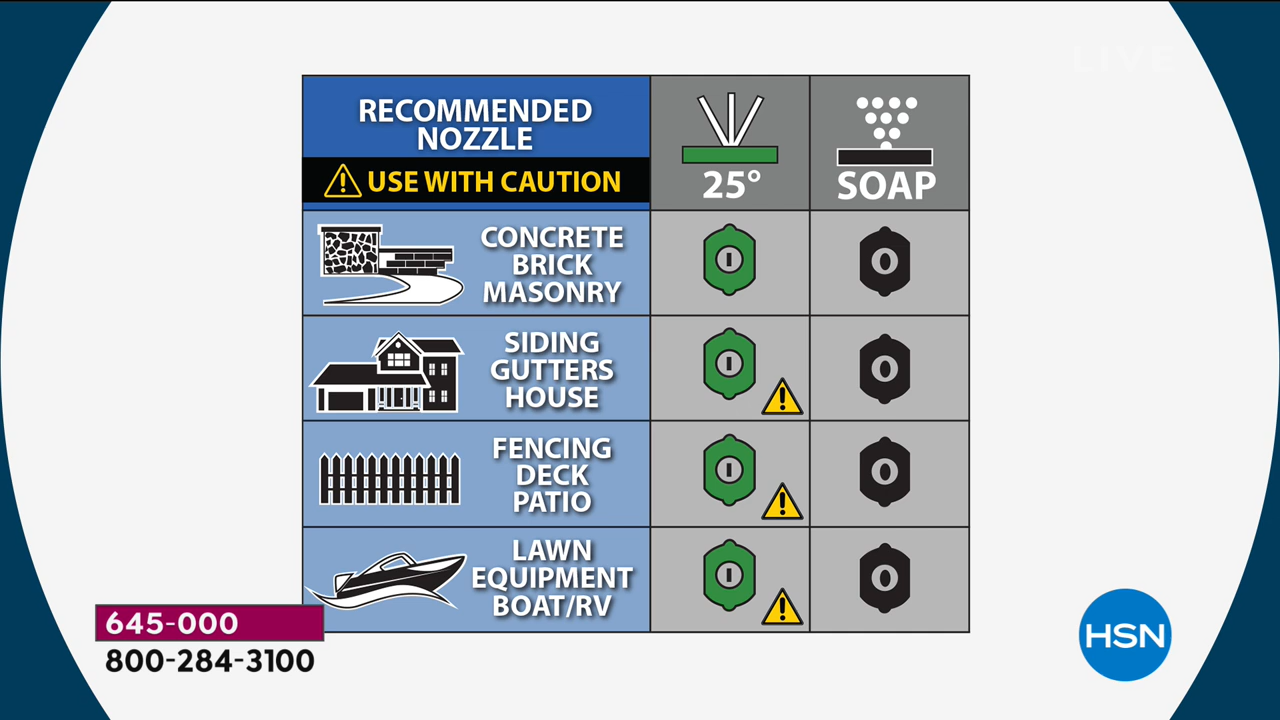 LIVE
RECOMMENDED
NOZZLE
USE WITH CAUTION
25°
SOAP
CONCRETE
BRICK
MASONRY
SIDING
GUTTERS
HOUSE
FENCING
DECK
PATIO
LAWN
EQUIPMENT
BOAT/RV
645-000
800-284-3100
HSN